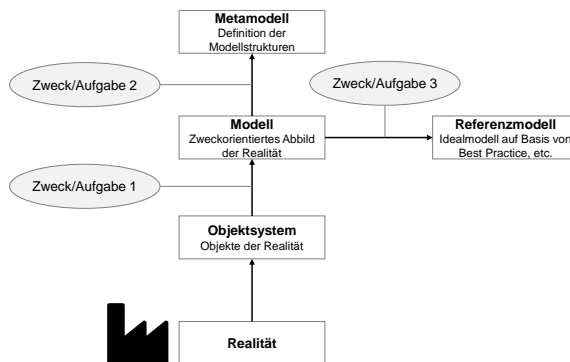 Metamodell
Definition der
Modellstrukturen
Zweck/Aufgabe 2
Zweck/Aufgabe 3
Modell
Zweckorientiertes Abbild
der Realität
Referenzmodell
Idealmodell auf Basis von
Best Practice, etc.
Zweck/Aufgabe 1
Objektsystem
Objekte der Realität
Realität